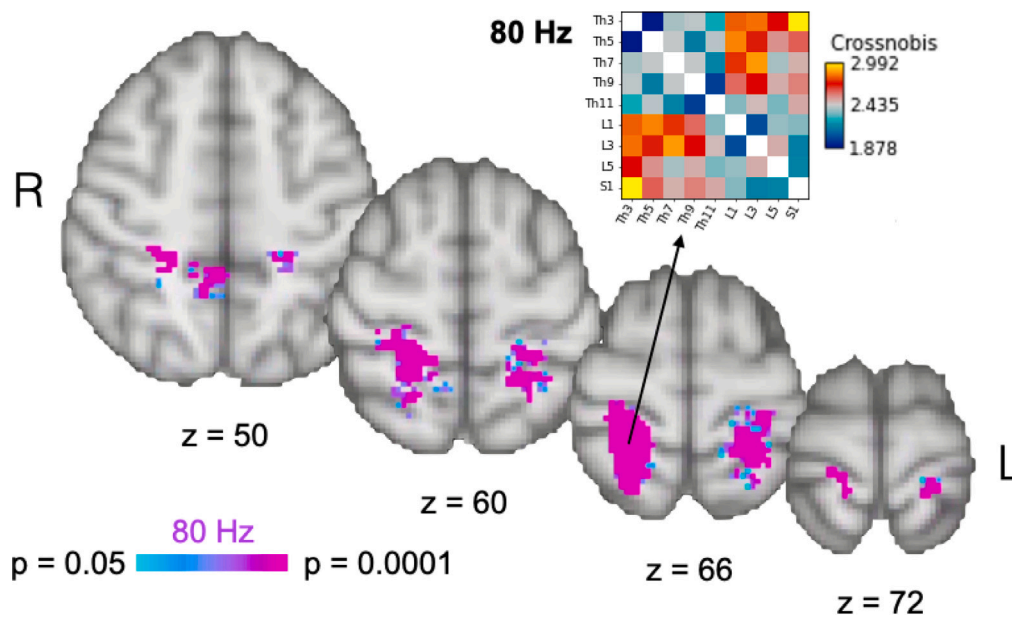 80 Hz
Th3
Th5
Th7
Th9
Th11
L1
L3
L5
S1
Th3 Th5 Th7 Th9 Th11 L1 L3 L5 S1
Crossnobis
2.992
2.435
1.878
R
L
z = 50
z = 60
z = 66
z = 72
80 Hz
p = 0.05 p = 0.0001